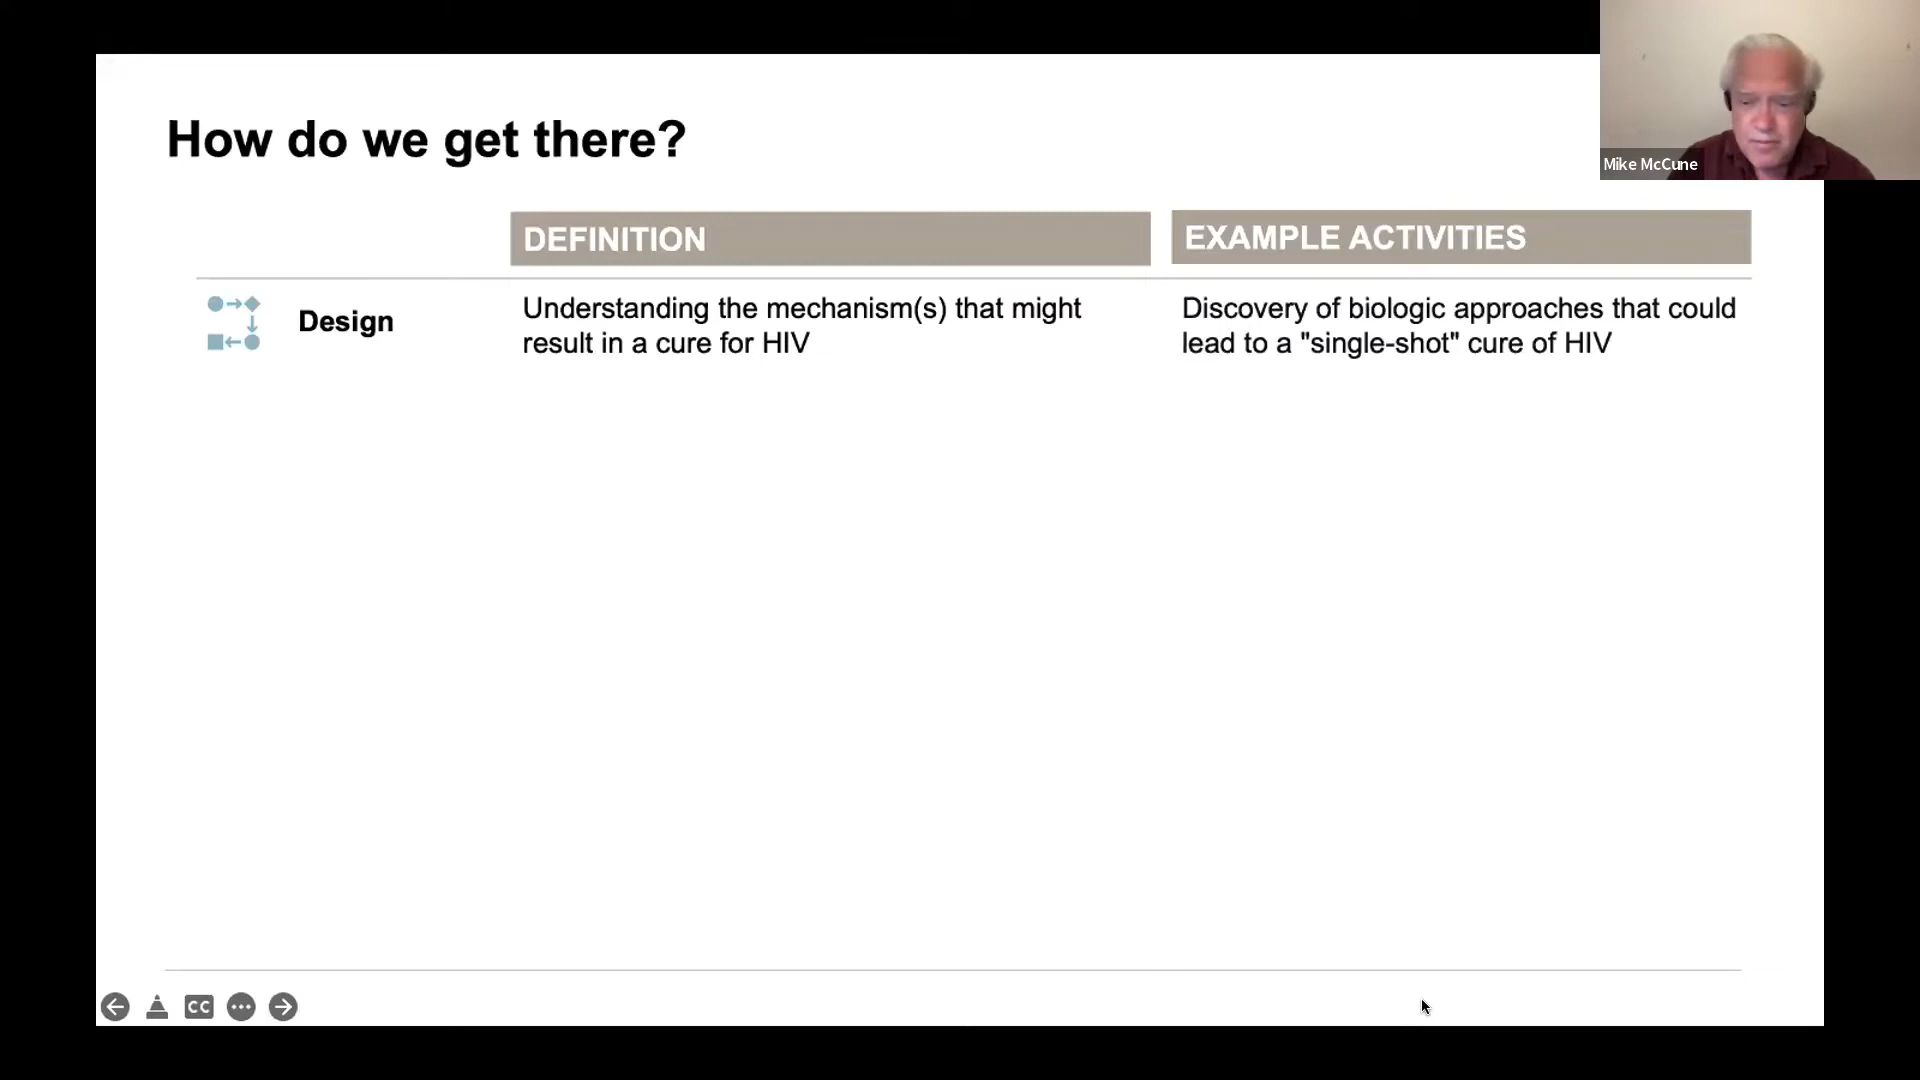 How do we get there?
Mike McCune
DEFINITION
EXAMPLE ACTIVITIES
Design
Understanding the mechanism(s) that might
result in a cure for HIV
Discovery of biologic approaches that could
lead to a "single-shot" cure of HIV
CC